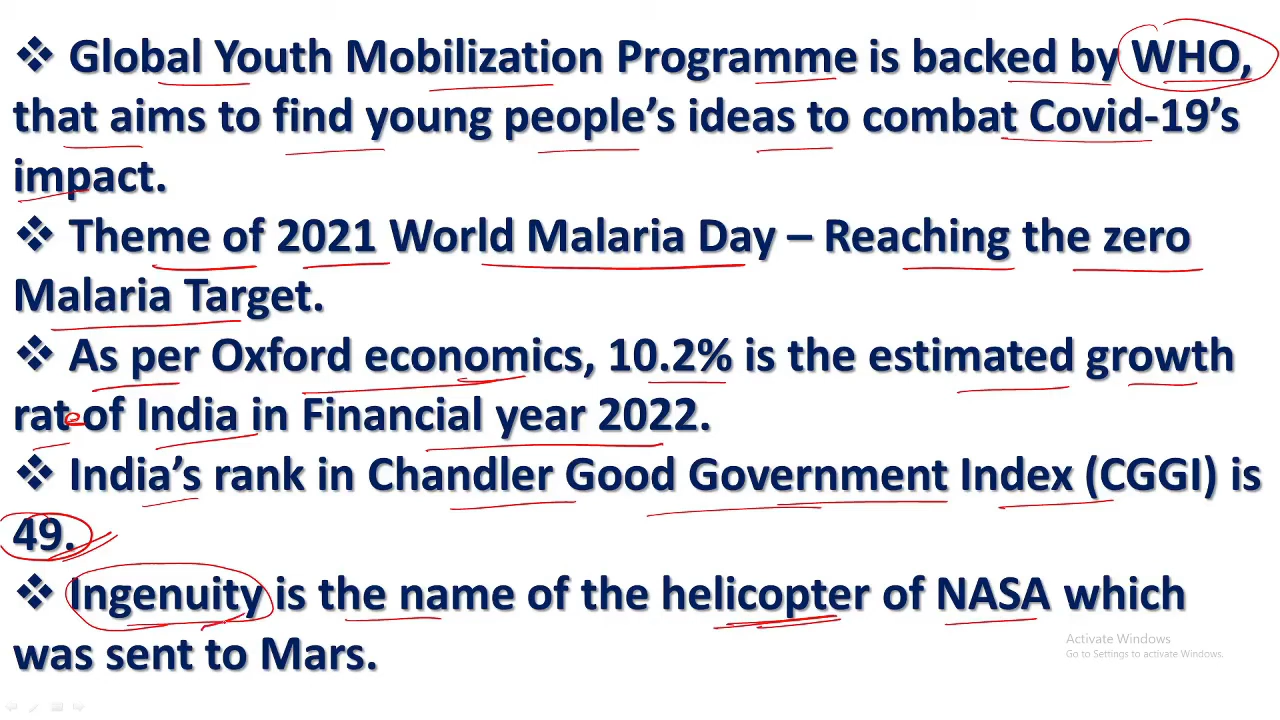 ❖ Global Youth Mobilization Programme is backed by WHO,
that aims to find young people's ideas to combat Covid-19's
impact.
❖ Theme of 2021 World Malaria Day – Reaching the zero
Malaria Target.
❖ As per Oxford economics, 10.2% is the estimated growth
rate of India in Financial year 2022.
❖ India's rank in Chandler Good Government Index (CGGI) is
49.
❖ Ingenuity is the name of the helicopter of NASA which
was sent to Mars.
Activate Windows
Go to Settings to activate Windows.